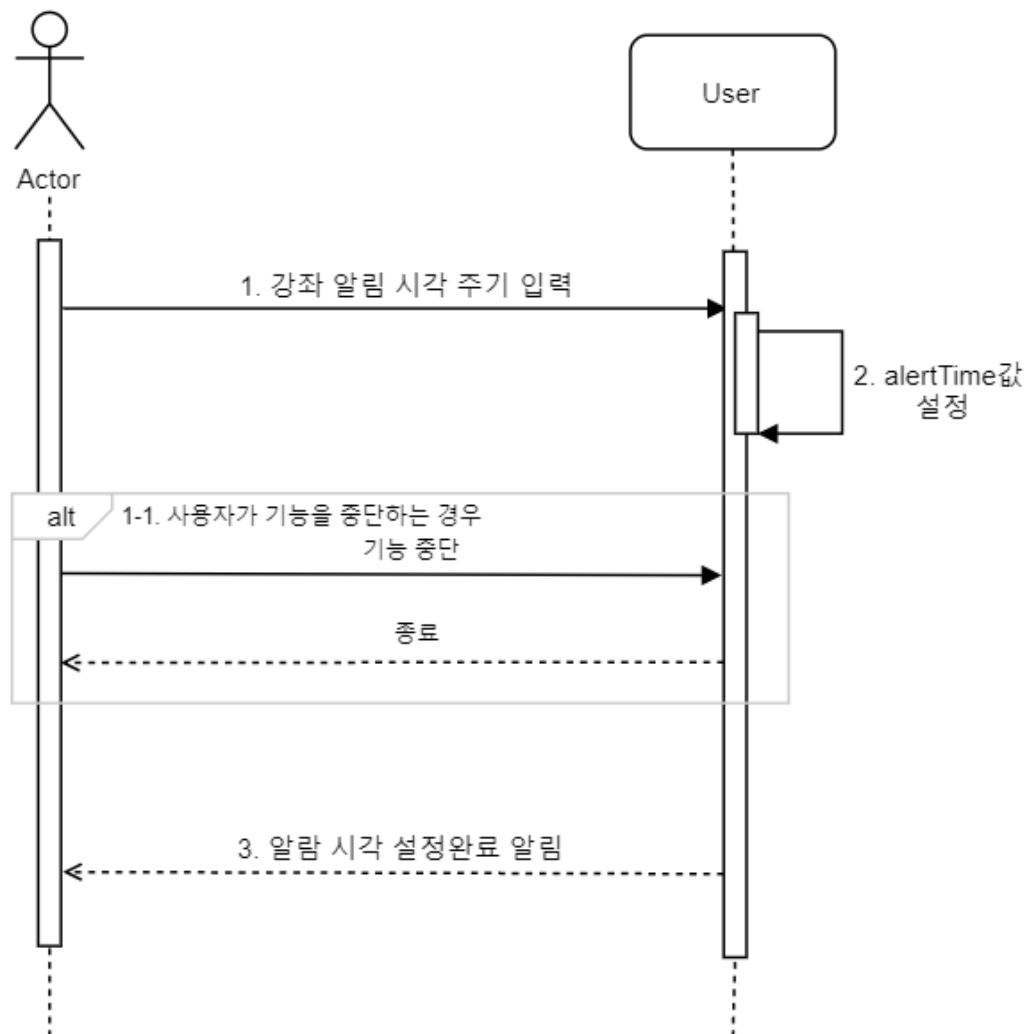 User
Actor
1. 강좌 알림 시각 주기 입력
2. alertTime값
설정
alt
1-1. 사용자가 기능을 중단하는 경우
기능 중단
종료
3. 알람 시각 설정완료 알림